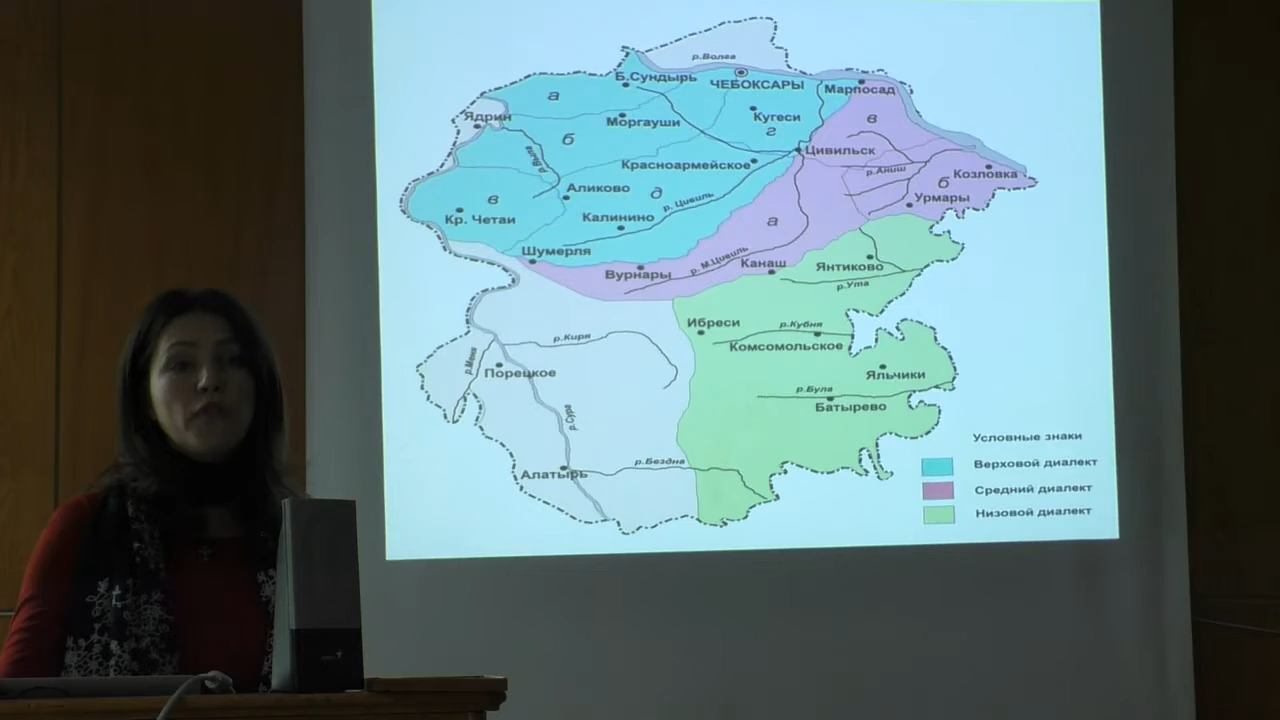 р.Волга
Б.Сундырь
ЧЕБОКСАРЫ
Марпосад
а
Ядрин
Моргауши
Кугеси
г
в
б
р.Выла
Красноармейское
Цивильск
р.Аниш
Козловка
б
Урмары
Аликово
д
р. Цивиль
в
Кр. Четаи
Калинино
а
Шумерля
Вурнары
р. М.Цивиль
Канаш
Янтиково
р.Ута
Ибреси
р.Кубня
Комсомольское
р.Киря
р.Меня
Порецкое
Яльчики
р.Була
Батырево
р.Сура
Алатырь
р.Бездна
Условные знаки
Верховой диалект
Средний диалект
Низовой диалект